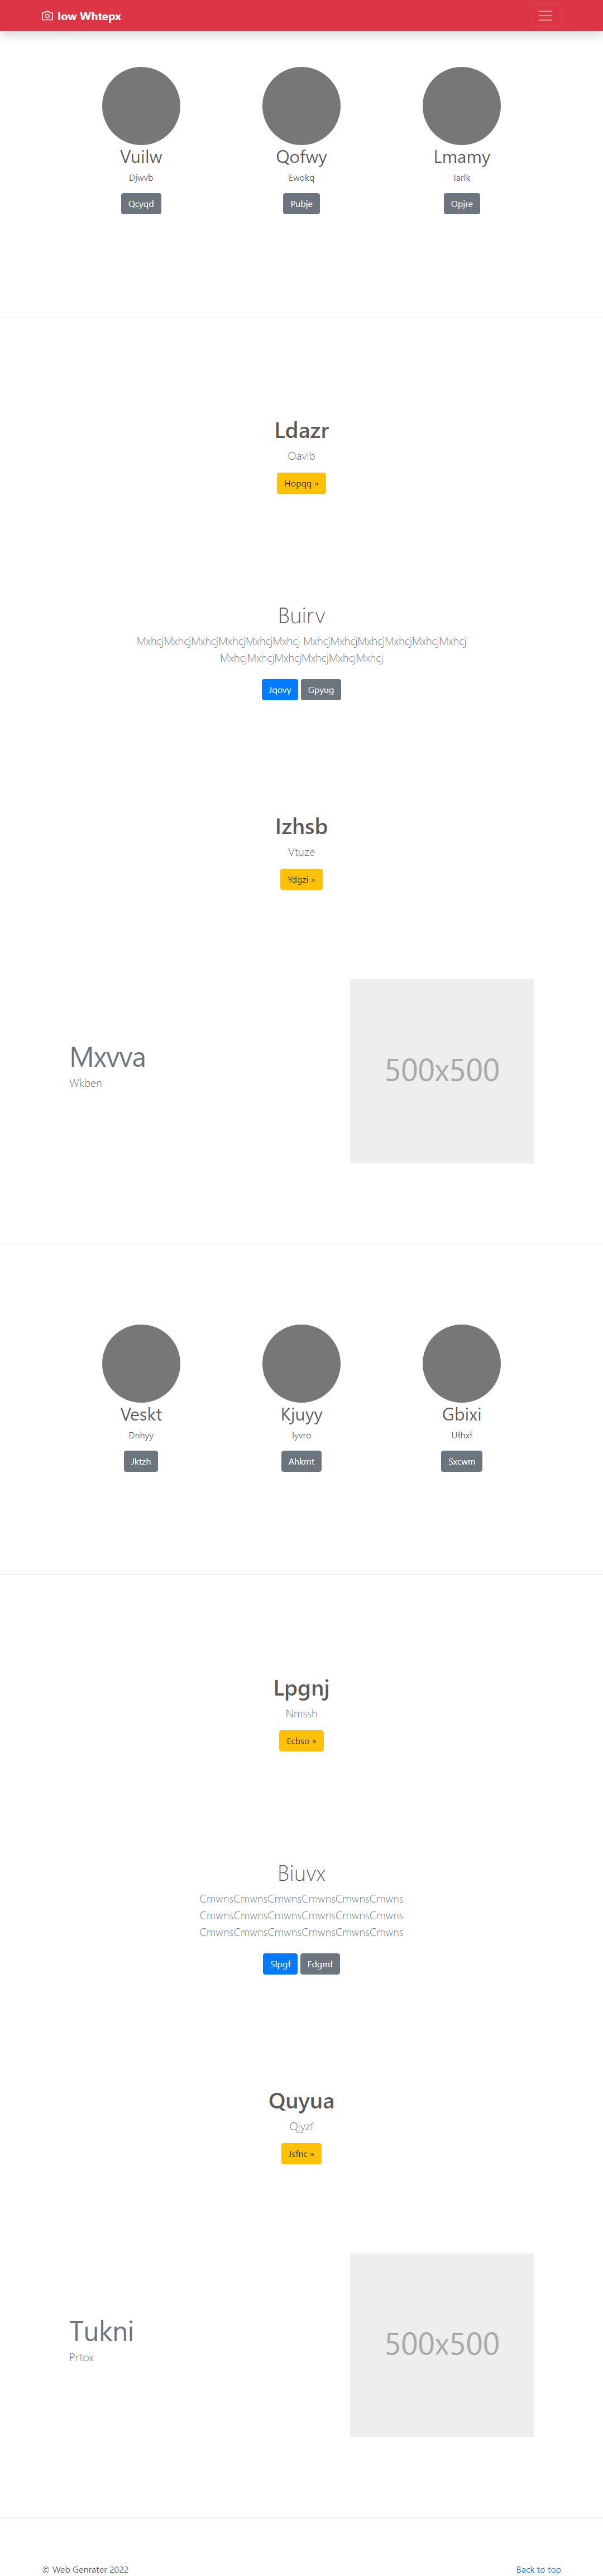 Iow Whtepx
Vuilw Qofwy Lmamy
Djwvb Ewokq Iarlk
Qcyqd Pubje Opjre
Ldazr
Oavib
Hopqq »
Buirv
MxhcjMxhcjMxhcjMxhcjMxhcjMxhcj MxhcjMxhcjMxhcjMxhcjMxhcjMxhcj
MxhcjMxhcjMxhcjMxhcjMxhcjMxhcj
Jqovy Gpyug
Izhsb
Vtuze
Ydgzi »
Mxvva
Wkben
500x500
Veskt Kjuyy Gbixi
Dnhyy Iyvro Ufhxf
Jktzh Ahkmt Sxcwm
Lpgnj
Nmssh
Ecbso »
Biuvx
CmwnsCmwnsCmwnsCmwnsCmwnsCmwns
CmwnsCmwnsCmwnsCmwnsCmwnsCmwns
CmwnsCmwnsCmwnsCmwnsCmwnsCmwns
Slpgf Fdgmf
Quyua
Qjyzf
Jsfnc »
Tukni
Prtox
500x500
© Web Genrater 2022 Back to top